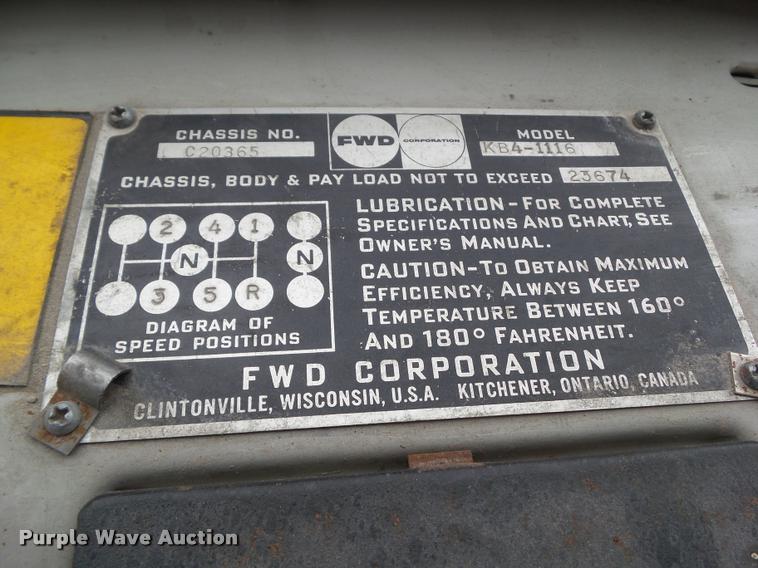 CHASSIS NO.
C20365
FWD
CORPORATION
MODEL
KB4-1116
CHASSIS, BODY & PAY LOAD NOT TO EXCEED 23674
2 4 1
N N
3 5 R
DIAGRAM OF
SPEED POSITIONS
LUBRICATION-FOR COMPLETE
SPECIFICATIONS AND CHART, SEE
OWNER'S MANUAL.
CAUTION-TO OBTAIN MAXIMUM
EFFICIENCY, ALWAYS KEEP
TEMPERATURE BETWEEN 160°
AND 180° FAHRENHEIT.
FWD CORPORATION
CLINTONVILLE, WISCONSIN, U.S.A. KITCHENER, ONTARIO, CANADA
Purple Wave Auction